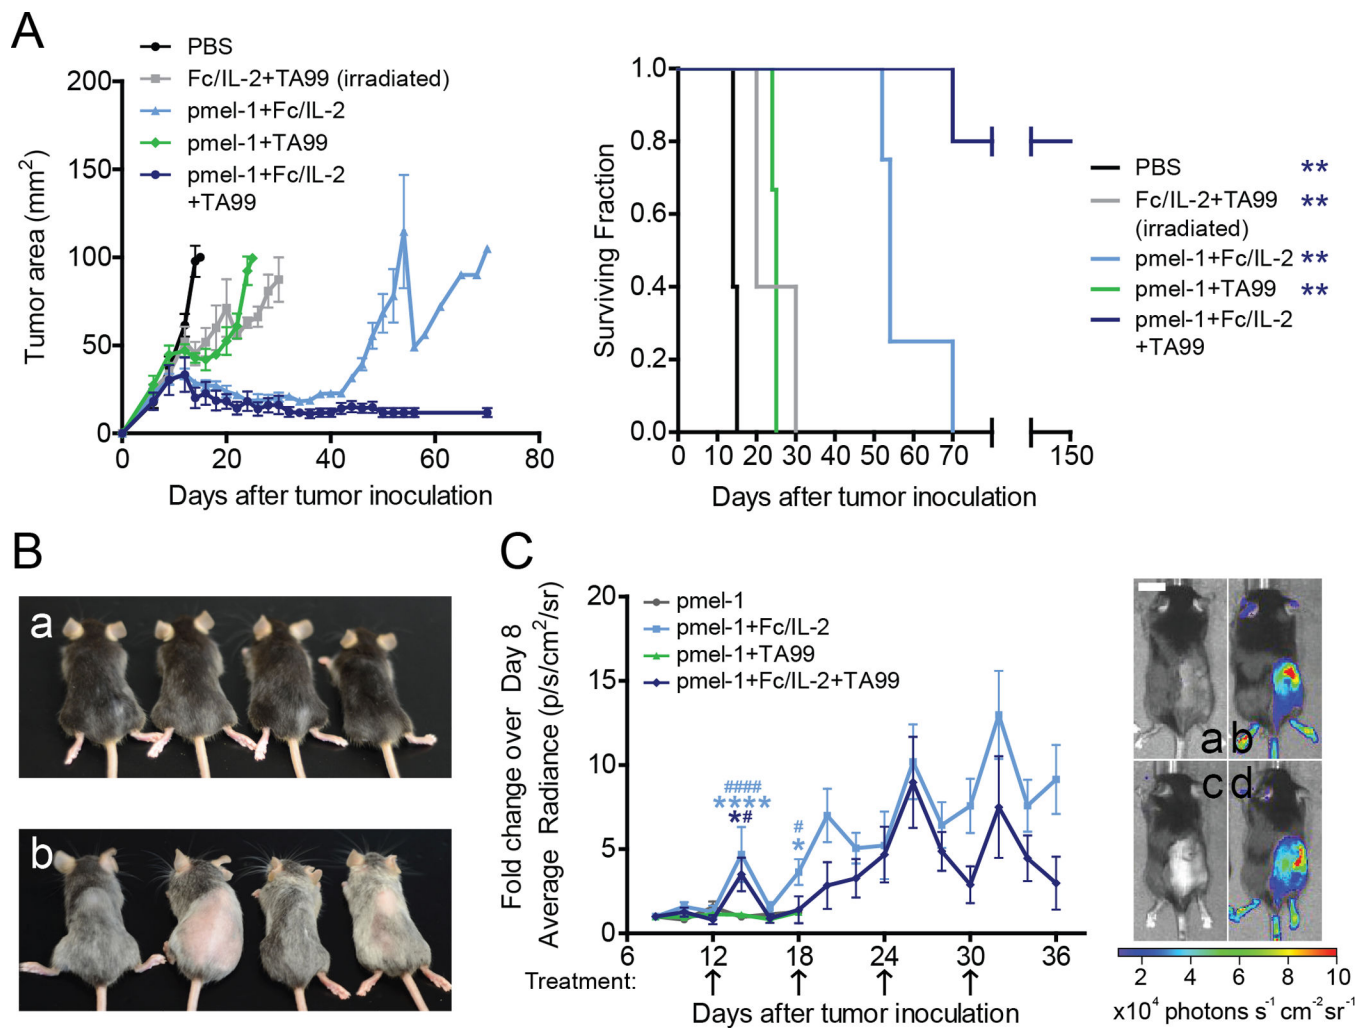 A
PBS
Fc/IL-2+TA99 (irradiated)
pmel-1+Fc/IL-2
pmel-1+TA99
pmel-1+Fc/IL-2
+TA99
Tumor area (mm²)
200
150
100
50
0
0 20 40 60 80
Days after tumor inoculation
Surviving Fraction
1.0
0.8
0.6
0.4
0.2
0.0
0 10 20 30 40 50 60 70 150
Days after tumor inoculation
PBS **
Fc/IL-2+TA99 **
(irradiated)
pmel-1+Fc/IL-2 **
pmel-1+TA99 **
pmel-1+Fc/IL-2
+TA99
B
a
b
C
Fold change over Day 8
Average Radiance (p/s/cm²/sr)
20
15
10
5
0
pmel-1
pmel-1+Fc/IL-2
pmel-1+TA99
pmel-1+Fc/IL-2+TA99
####
****
*#
#
*
6 12 18 24 30 36
Treatment: ↑ ↑ ↑ ↑
Days after tumor inoculation
a b
c d
2 4 6 8 10
x10⁴ photons s⁻¹ cm⁻² sr⁻¹